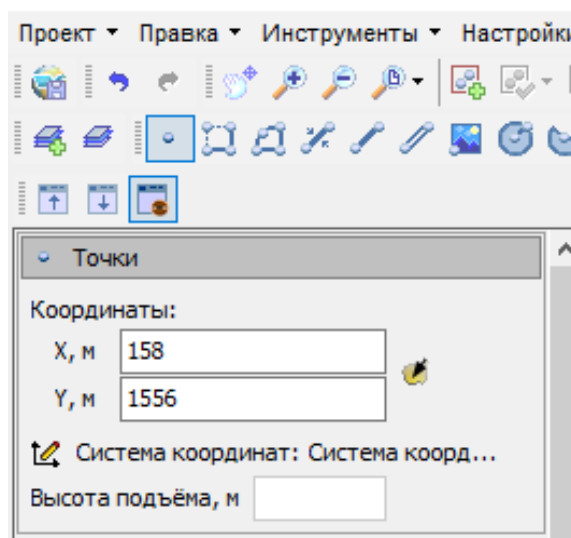 Проект Правка Инструменты Настройки
Точки
Координаты:
X, м 158
Y, м 1556
Система координат: Система коорд...
Высота подъёма, м